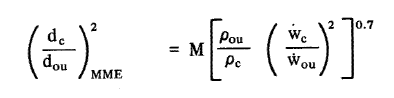 (d_c / d_ou)²_MME = M [ρ_ou / ρ_c (ẇ_c / ẇ_ou)²]^0.7